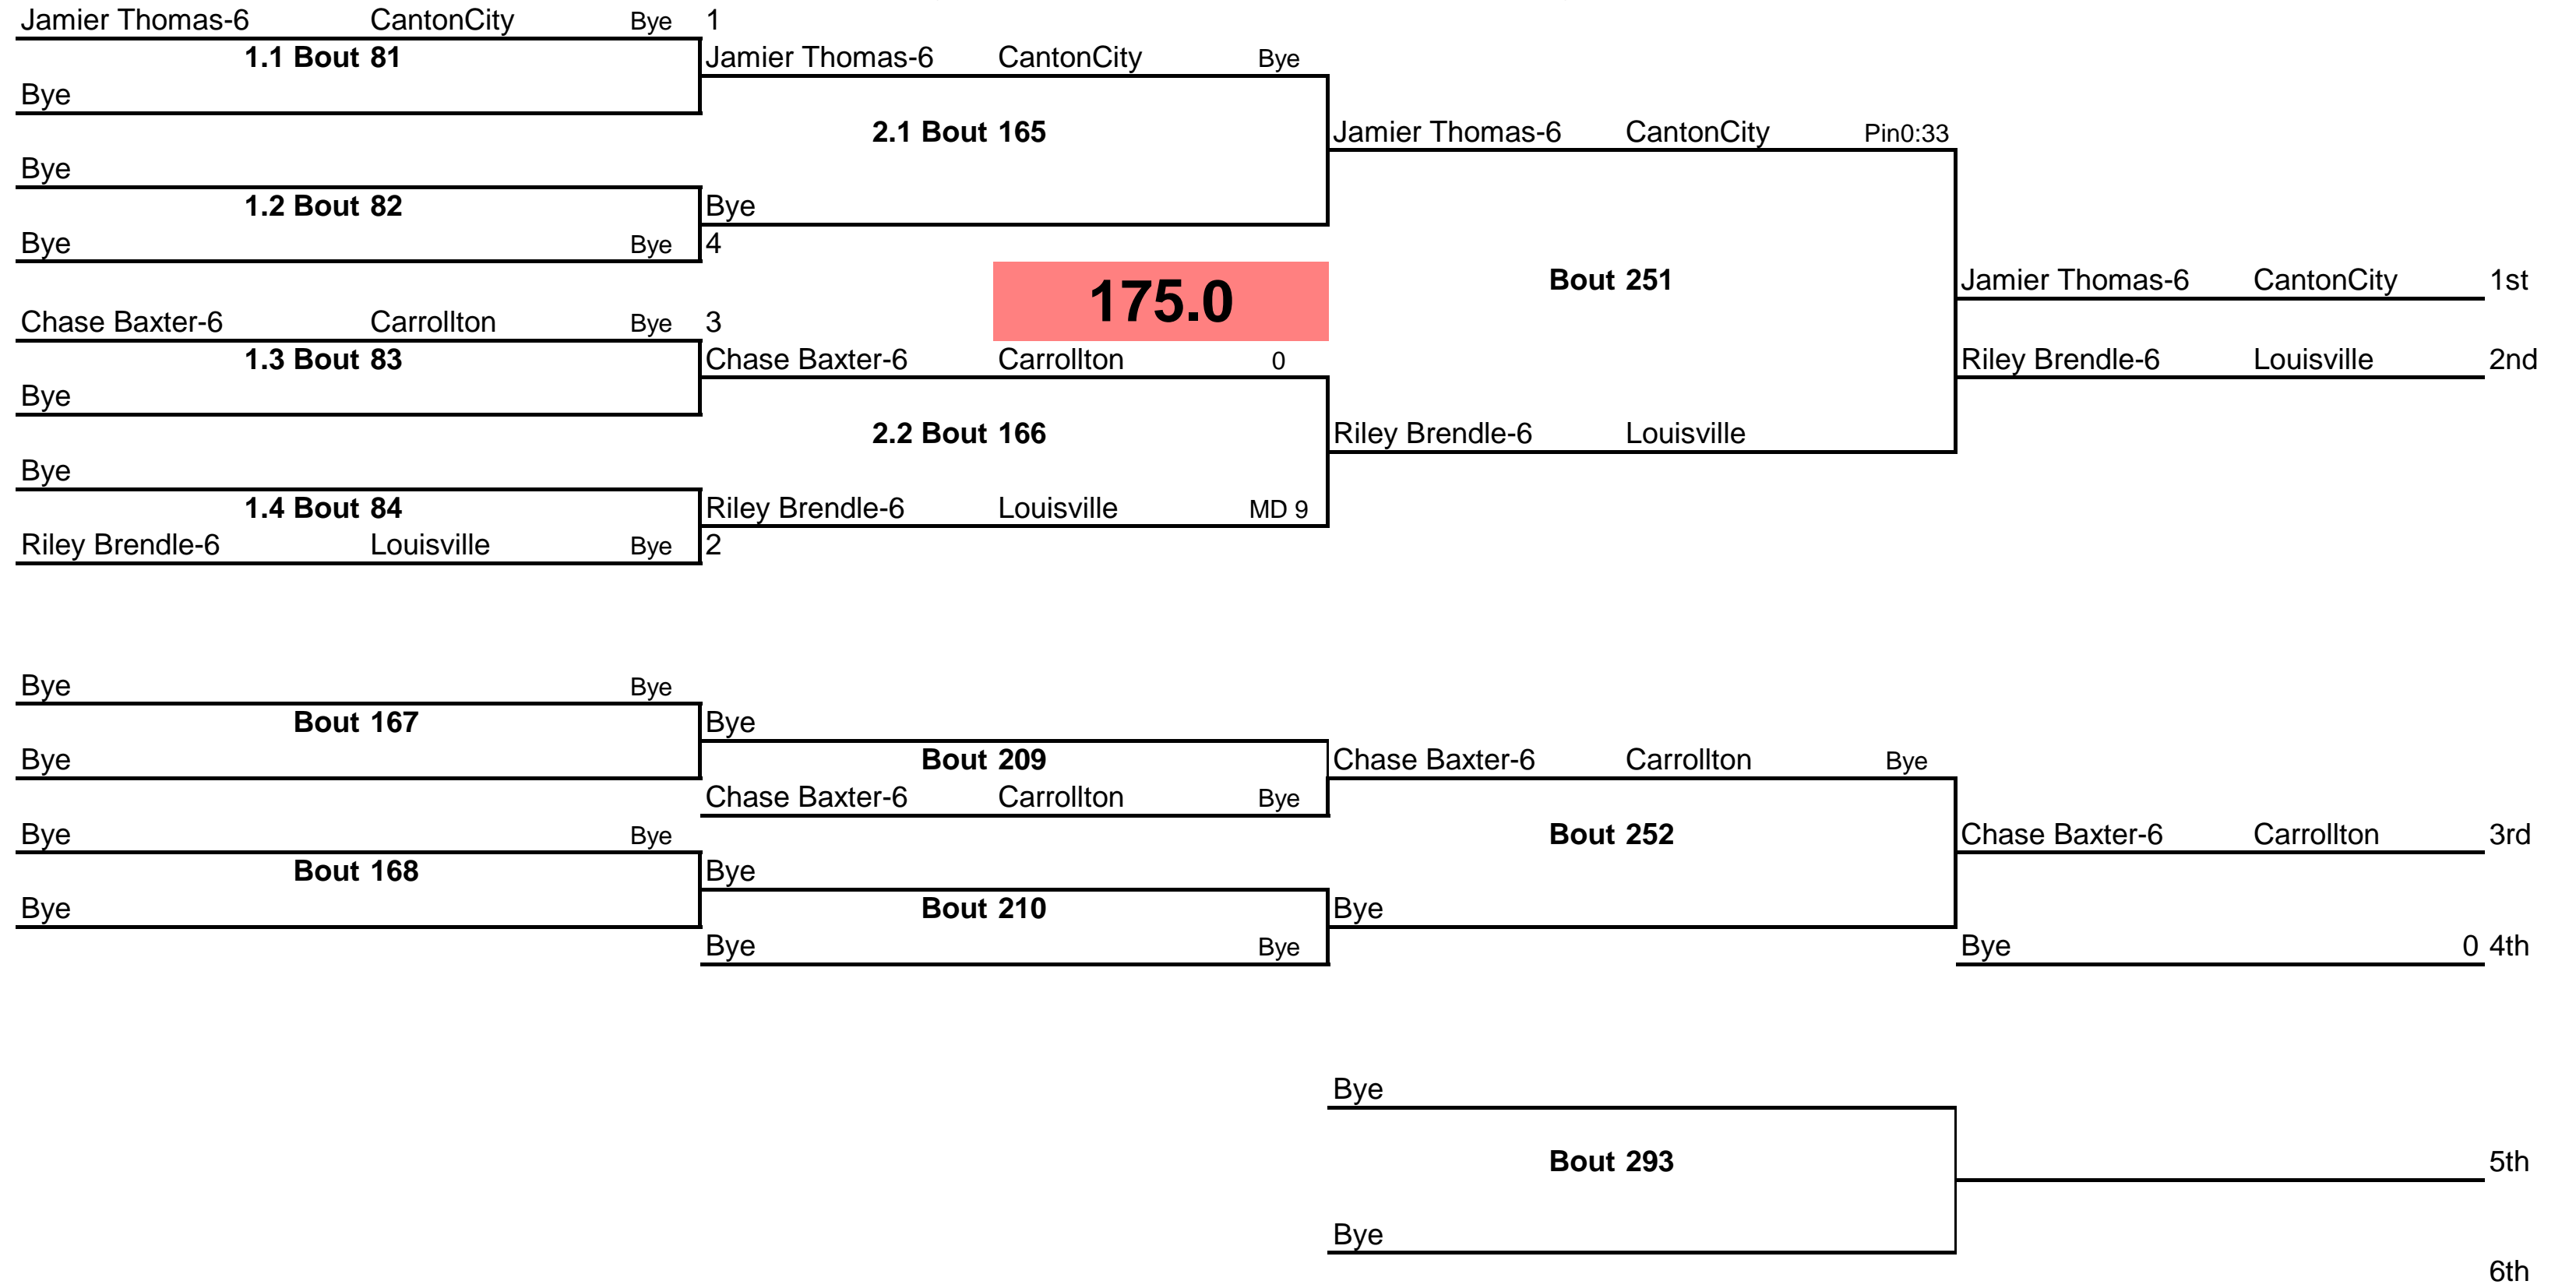 Jamier Thomas-6 CantonCity Bye 1
1.1 Bout 81 Jamier Thomas-6 CantonCity Bye
Bye
2.1 Bout 165 Jamier Thomas-6 CantonCity Pin0:33
Bye
1.2 Bout 82 Bye
Bye Bye 4
175.0 Bout 251 Jamier Thomas-6 CantonCity 1st
Chase Baxter-6 Carrollton Bye 3
1.3 Bout 83 Chase Baxter-6 Carrollton 0 Riley Brendle-6 Louisville 2nd
Bye
2.2 Bout 166 Riley Brendle-6 Louisville
Bye
1.4 Bout 84 Riley Brendle-6 Louisville MD 9
Riley Brendle-6 Louisville Bye 2
Bye Bye
Bout 167 Bye
Bye Bout 209 Chase Baxter-6 Carrollton Bye
Chase Baxter-6 Carrollton Bye
Bye Bye Bout 252 Chase Baxter-6 Carrollton 3rd
Bout 168 Bye
Bye Bout 210 Bye
Bye Bye Bye 0 4th
Bye
Bout 293 5th
Bye
6th